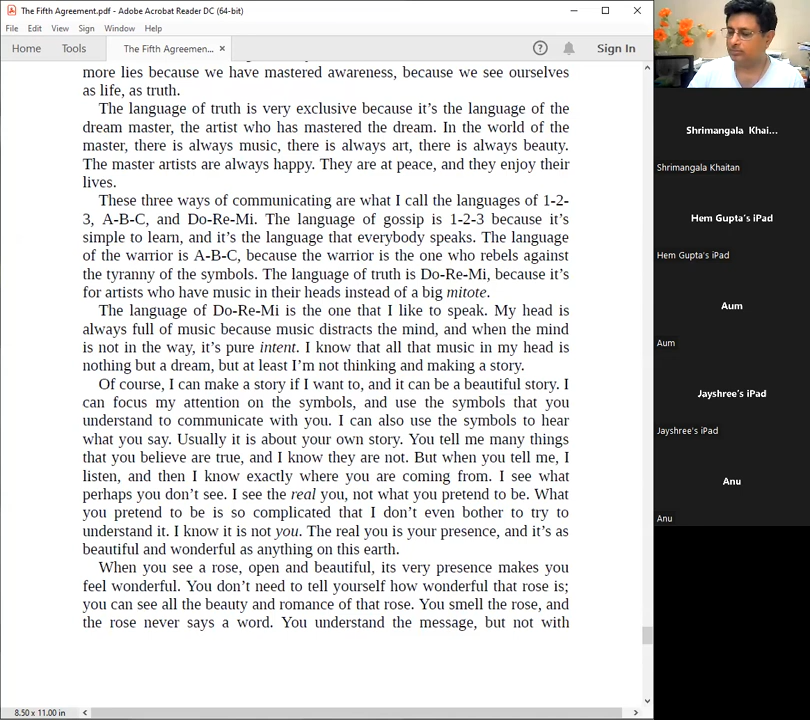 The Fifth Agreement.pdf - Adobe Acrobat Reader DC (64-bit)
File Edit View Sign Window Help
Home Tools The Fifth Agreemen... × Sign In
more lies because we have mastered awareness, because we see ourselves
as life, as truth.
The language of truth is very exclusive because it's the language of the
dream master, the artist who has mastered the dream. In the world of the
master, there is always music, there is always art, there is always beauty.
The master artists are always happy. They are at peace, and they enjoy their
lives.
These three ways of communicating are what I call the languages of 1-2-
3, A-B-C, and Do-Re-Mi. The language of gossip is 1-2-3 because it's
simple to learn, and it's the language that everybody speaks. The language
of the warrior is A-B-C, because the warrior is the one who rebels against
the tyranny of the symbols. The language of truth is Do-Re-Mi, because it's
for artists who have music in their heads instead of a big mitote.
The language of Do-Re-Mi is the one that I like to speak. My head is
always full of music because music distracts the mind, and when the mind
is not in the way, it's pure intent. I know that all that music in my head is
nothing but a dream, but at least I'm not thinking and making a story.
Of course, I can make a story if I want to, and it can be a beautiful story. I
can focus my attention on the symbols, and use the symbols that you
understand to communicate with you. I can also use the symbols to hear
what you say. Usually it is about your own story. You tell me many things
that you believe are true, and I know they are not. But when you tell me, I
listen, and then I know exactly where you are coming from. I see what
perhaps you don't see. I see the real you, not what you pretend to be. What
you pretend to be is so complicated that I don't even bother to try to
understand it. I know it is not you. The real you is your presence, and it's as
beautiful and wonderful as anything on this earth.
When you see a rose, open and beautiful, its very presence makes you
feel wonderful. You don't need to tell yourself how wonderful that rose is;
you can see all the beauty and romance of that rose. You smell the rose, and
the rose never says a word. You understand the message, but not with
8.50 x 11.00 in
Shrimangala Khai...
Shrimangala Khaitan
Hem Gupta's iPad
Hem Gupta's iPad
Aum
Aum
Jayshree's iPad
Jayshree's iPad
Anu
Anu